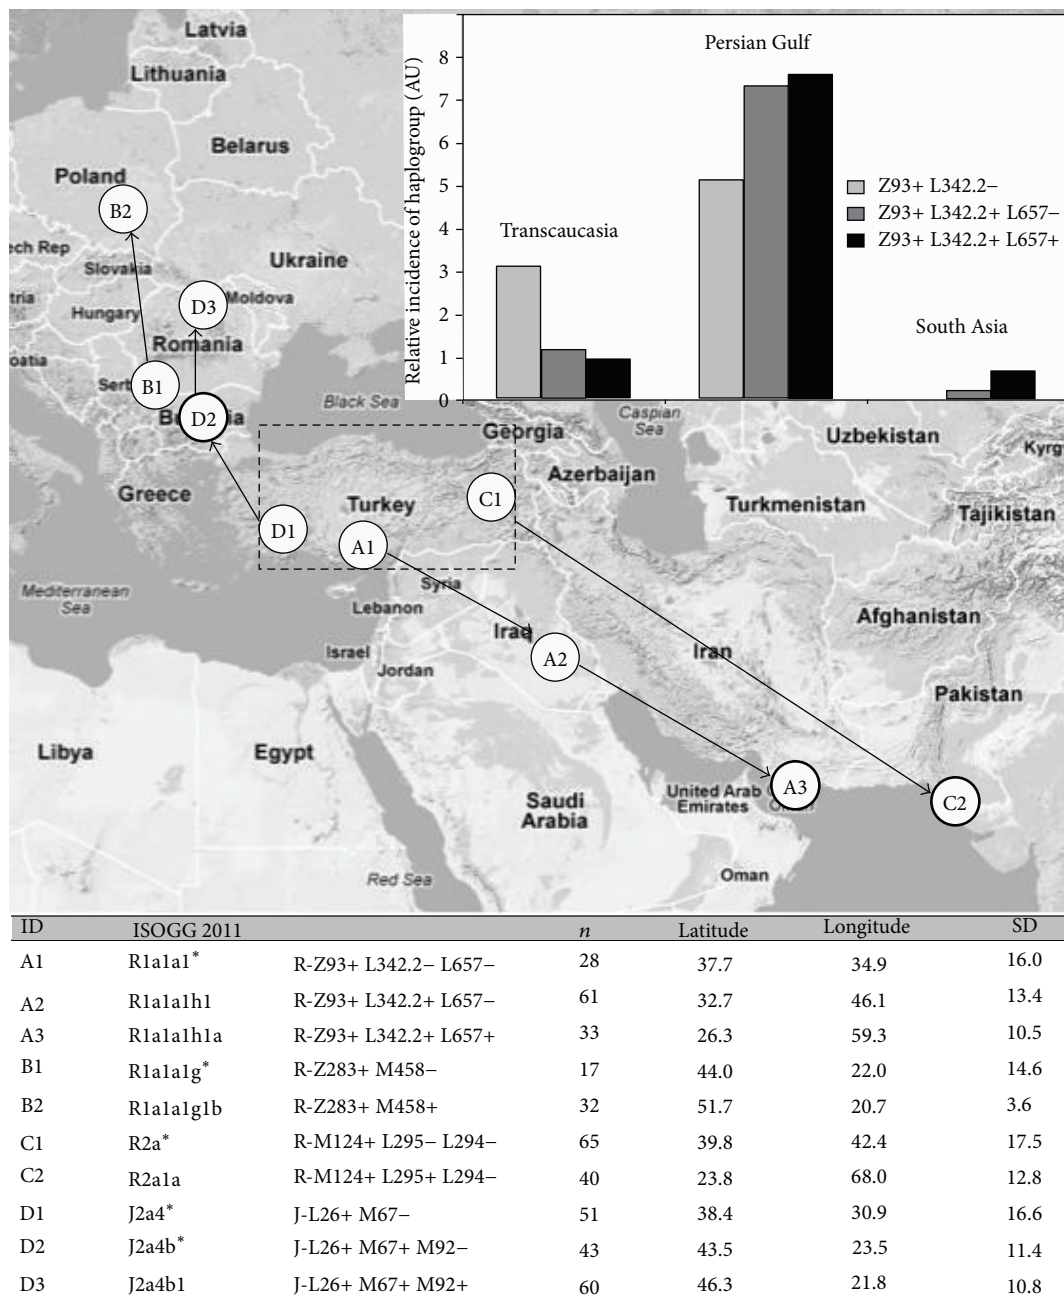 Latvia
Lithuania
Belarus
Poland
B2
ech Rep
Slovakia
Ukraine
tria
D3
Moldova
Hungary
Romania
oatia
Serb
B1
D2
Black Sea
Georgia
Caspian
Sea
Uzbekistan
Kyrg
Azerbaijan
Greece
Turkey
C1
Turkmenistan
Tajikistan
D1
A1
Mediterranean
Sea
Syria
Lebanon
Afghanistan
Israel
Iraq
A2
Iran
Jordan
Pakistan
Libya
Egypt
United Arab
Emirates
A3
C2
Saudi
Arabia
Red Sea
Oman
Relative incidence of haplogroup (AU)
8
7
6
5
4
3
2
1
0
Persian Gulf
Transcaucasia
South Asia
Z93+ L342.2−
Z93+ L342.2+ L657−
Z93+ L342.2+ L657+
ID ISOGG 2011 n Latitude Longitude SD
A1 R1a1a1* R-Z93+ L342.2− L657− 28 37.7 34.9 16.0
A2 R1a1a1h1 R-Z93+ L342.2+ L657− 61 32.7 46.1 13.4
A3 R1a1a1h1a R-Z93+ L342.2+ L657+ 33 26.3 59.3 10.5
B1 R1a1a1g* R-Z283+ M458− 17 44.0 22.0 14.6
B2 R1a1a1g1b R-Z283+ M458+ 32 51.7 20.7 3.6
C1 R2a* R-M124+ L295− L294− 65 39.8 42.4 17.5
C2 R2a1a R-M124+ L295+ L294− 40 23.8 68.0 12.8
D1 J2a4* J-L26+ M67− 51 38.4 30.9 16.6
D2 J2a4b* J-L26+ M67+ M92− 43 43.5 23.5 11.4
D3 J2a4b1 J-L26+ M67+ M92+ 60 46.3 21.8 10.8